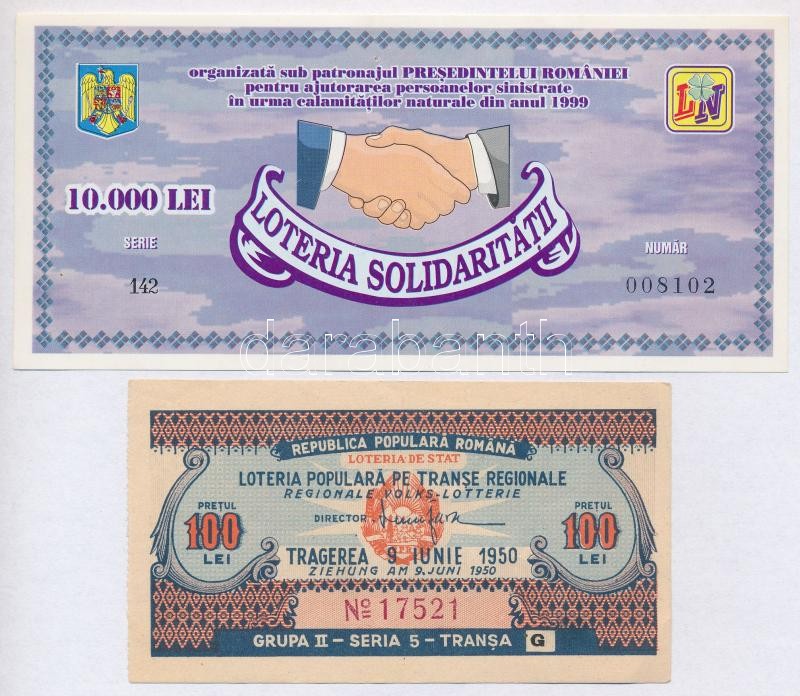 organizată sub patronajul PREŞEDINTELUI ROMÂNIEI
pentru ajutorarea persoanelor sinistrate
în urma calamităţilor naturale din anul 1999
LN
10.000 LEI
LOTERIA SOLIDARITĂŢII
SERIE
NUMĂR
142
008102
darabanth
REPUBLICA POPULARĂ ROMÂNĂ
LOTERIA DE STAT
LOTERIA POPULARĂ PE TRANŞE REGIONALE
REGIONALE VOLKS-LOTTERIE
PREŢUL
100
LEI
DIRECTOR
PREŢUL
100
LEI
TRAGEREA 9 IUNIE 1950
ZIEHUNG AM 9. JUNI 1950
№ 17521
GRUPA II - SERIA 5 - TRANŞA G